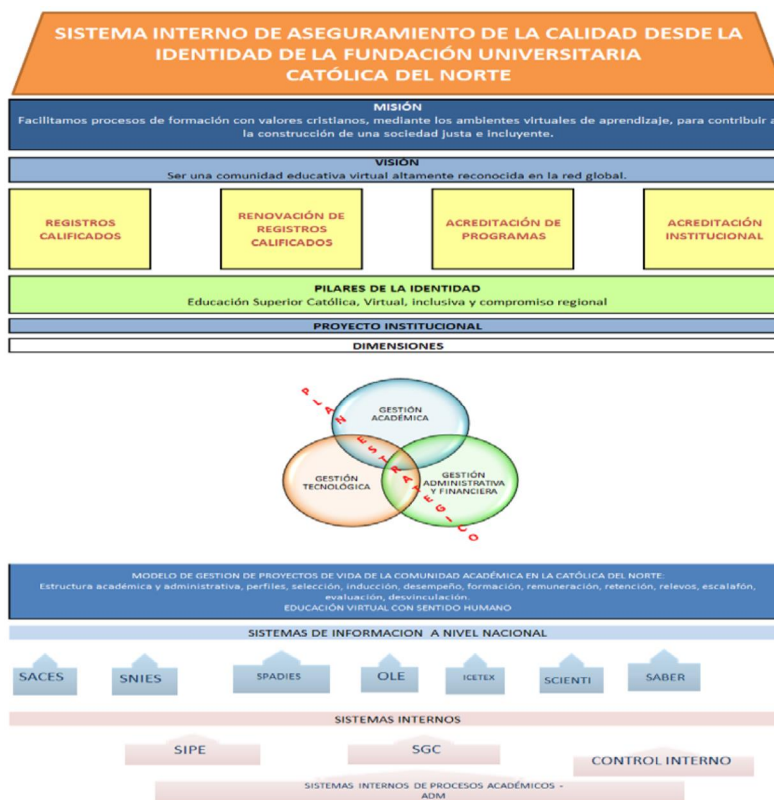 SISTEMA INTERNO DE ASEGURAMIENTO DE LA CALIDAD DESDE LA
IDENTIDAD DE LA FUNDACIÓN UNIVERSITARIA
CATÓLICA DEL NORTE
MISIÓN
Facilitamos procesos de formación con valores cristianos, mediante los ambientes virtuales de aprendizaje, para contribuir a
la construcción de una sociedad justa e incluyente.
VISIÓN
Ser una comunidad educativa virtual altamente reconocida en la red global.
REGISTROS
CALIFICADOS
RENOVACIÓN DE
REGISTROS
CALIFICADOS
ACREDITACIÓN DE
PROGRAMAS
ACREDITACIÓN
INSTITUCIONAL
PILARES DE LA IDENTIDAD
Educación Superior Católica, Virtual, inclusiva y compromiso regional
PROYECTO INSTITUCIONAL
DIMENSIONES
PLAN ESTRATEGICO
GESTIÓN
ACADÉMICA
GESTIÓN
TECNOLÓGICA
GESTIÓN
ADMINISTRATIVA
Y FINANCIERA
MODELO DE GESTION DE PROYECTOS DE VIDA DE LA COMUNIDAD ACADÉMICA EN LA CATÓLICA DEL NORTE:
Estructura académica y administrativa, perfiles, selección, inducción, desempeño, formación, remuneración, retención, relevos, escalafón,
evaluación, desvinculación.
EDUCACIÓN VIRTUAL CON SENTIDO HUMANO
SISTEMAS DE INFORMACION A NIVEL NACIONAL
SACES
SNIES
SPADIES
OLE
ICETEX
SCIENTI
SABER
SISTEMAS INTERNOS
SIPE
SGC
CONTROL INTERNO
SISTEMAS INTERNOS DE PROCESOS ACADÉMICOS -
ADM